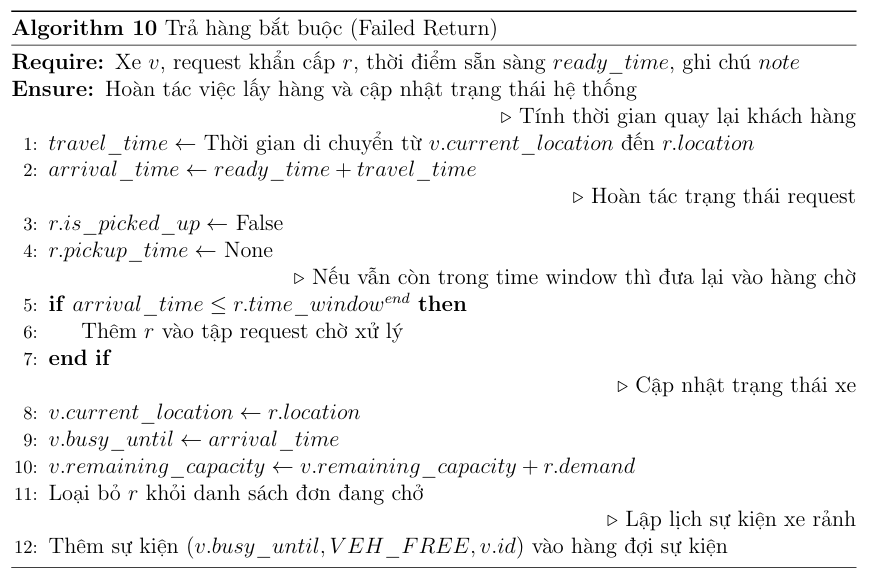 Algorithm 10 Trả hàng bắt buộc (Failed Return)
Require: Xe v, request khẩn cấp r, thời điểm sẵn sàng ready_time, ghi chú note
Ensure: Hoàn tác việc lấy hàng và cập nhật trạng thái hệ thống
▷ Tính thời gian quay lại khách hàng
1: travel_time ← Thời gian di chuyển từ v.current_location đến r.location
2: arrival_time ← ready_time + travel_time
▷ Hoàn tác trạng thái request
3: r.is_picked_up ← False
4: r.pickup_time ← None
▷ Nếu vẫn còn trong time window thì đưa lại vào hàng chờ
5: if arrival_time ≤ r.time_window^{end} then
6: Thêm r vào tập request chờ xử lý
7: end if
▷ Cập nhật trạng thái xe
8: v.current_location ← r.location
9: v.busy_until ← arrival_time
10: v.remaining_capacity ← v.remaining_capacity + r.demand
11: Loại bỏ r khỏi danh sách đơn đang chở
▷ Lập lịch sự kiện xe rảnh
12: Thêm sự kiện (v.busy_until, VEH_FREE, v.id) vào hàng đợi sự kiện